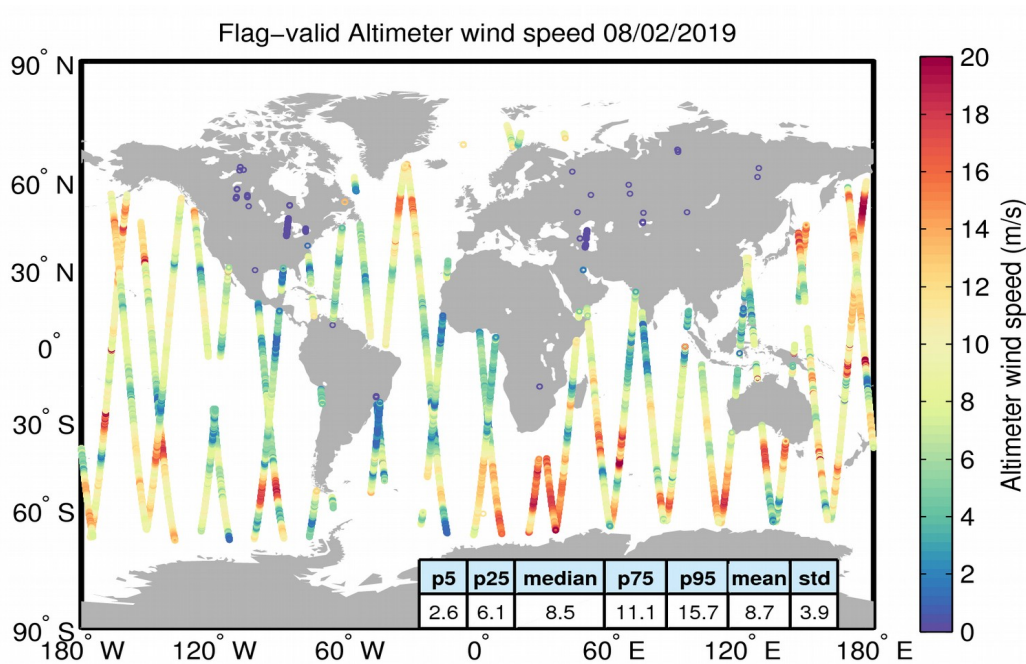 Flag−valid Altimeter wind speed 08/02/2019
90° N
60° N
30° N
0°
30° S
60° S
90° S
180° W
120° W
60° W
0°
60° E
120° E
180° E
20
18
16
14
12
10
8
6
4
2
0
Altimeter wind speed (m/s)
p5 p25 median p75 p95 mean std
2.6 6.1 8.5 11.1 15.7 8.7 3.9